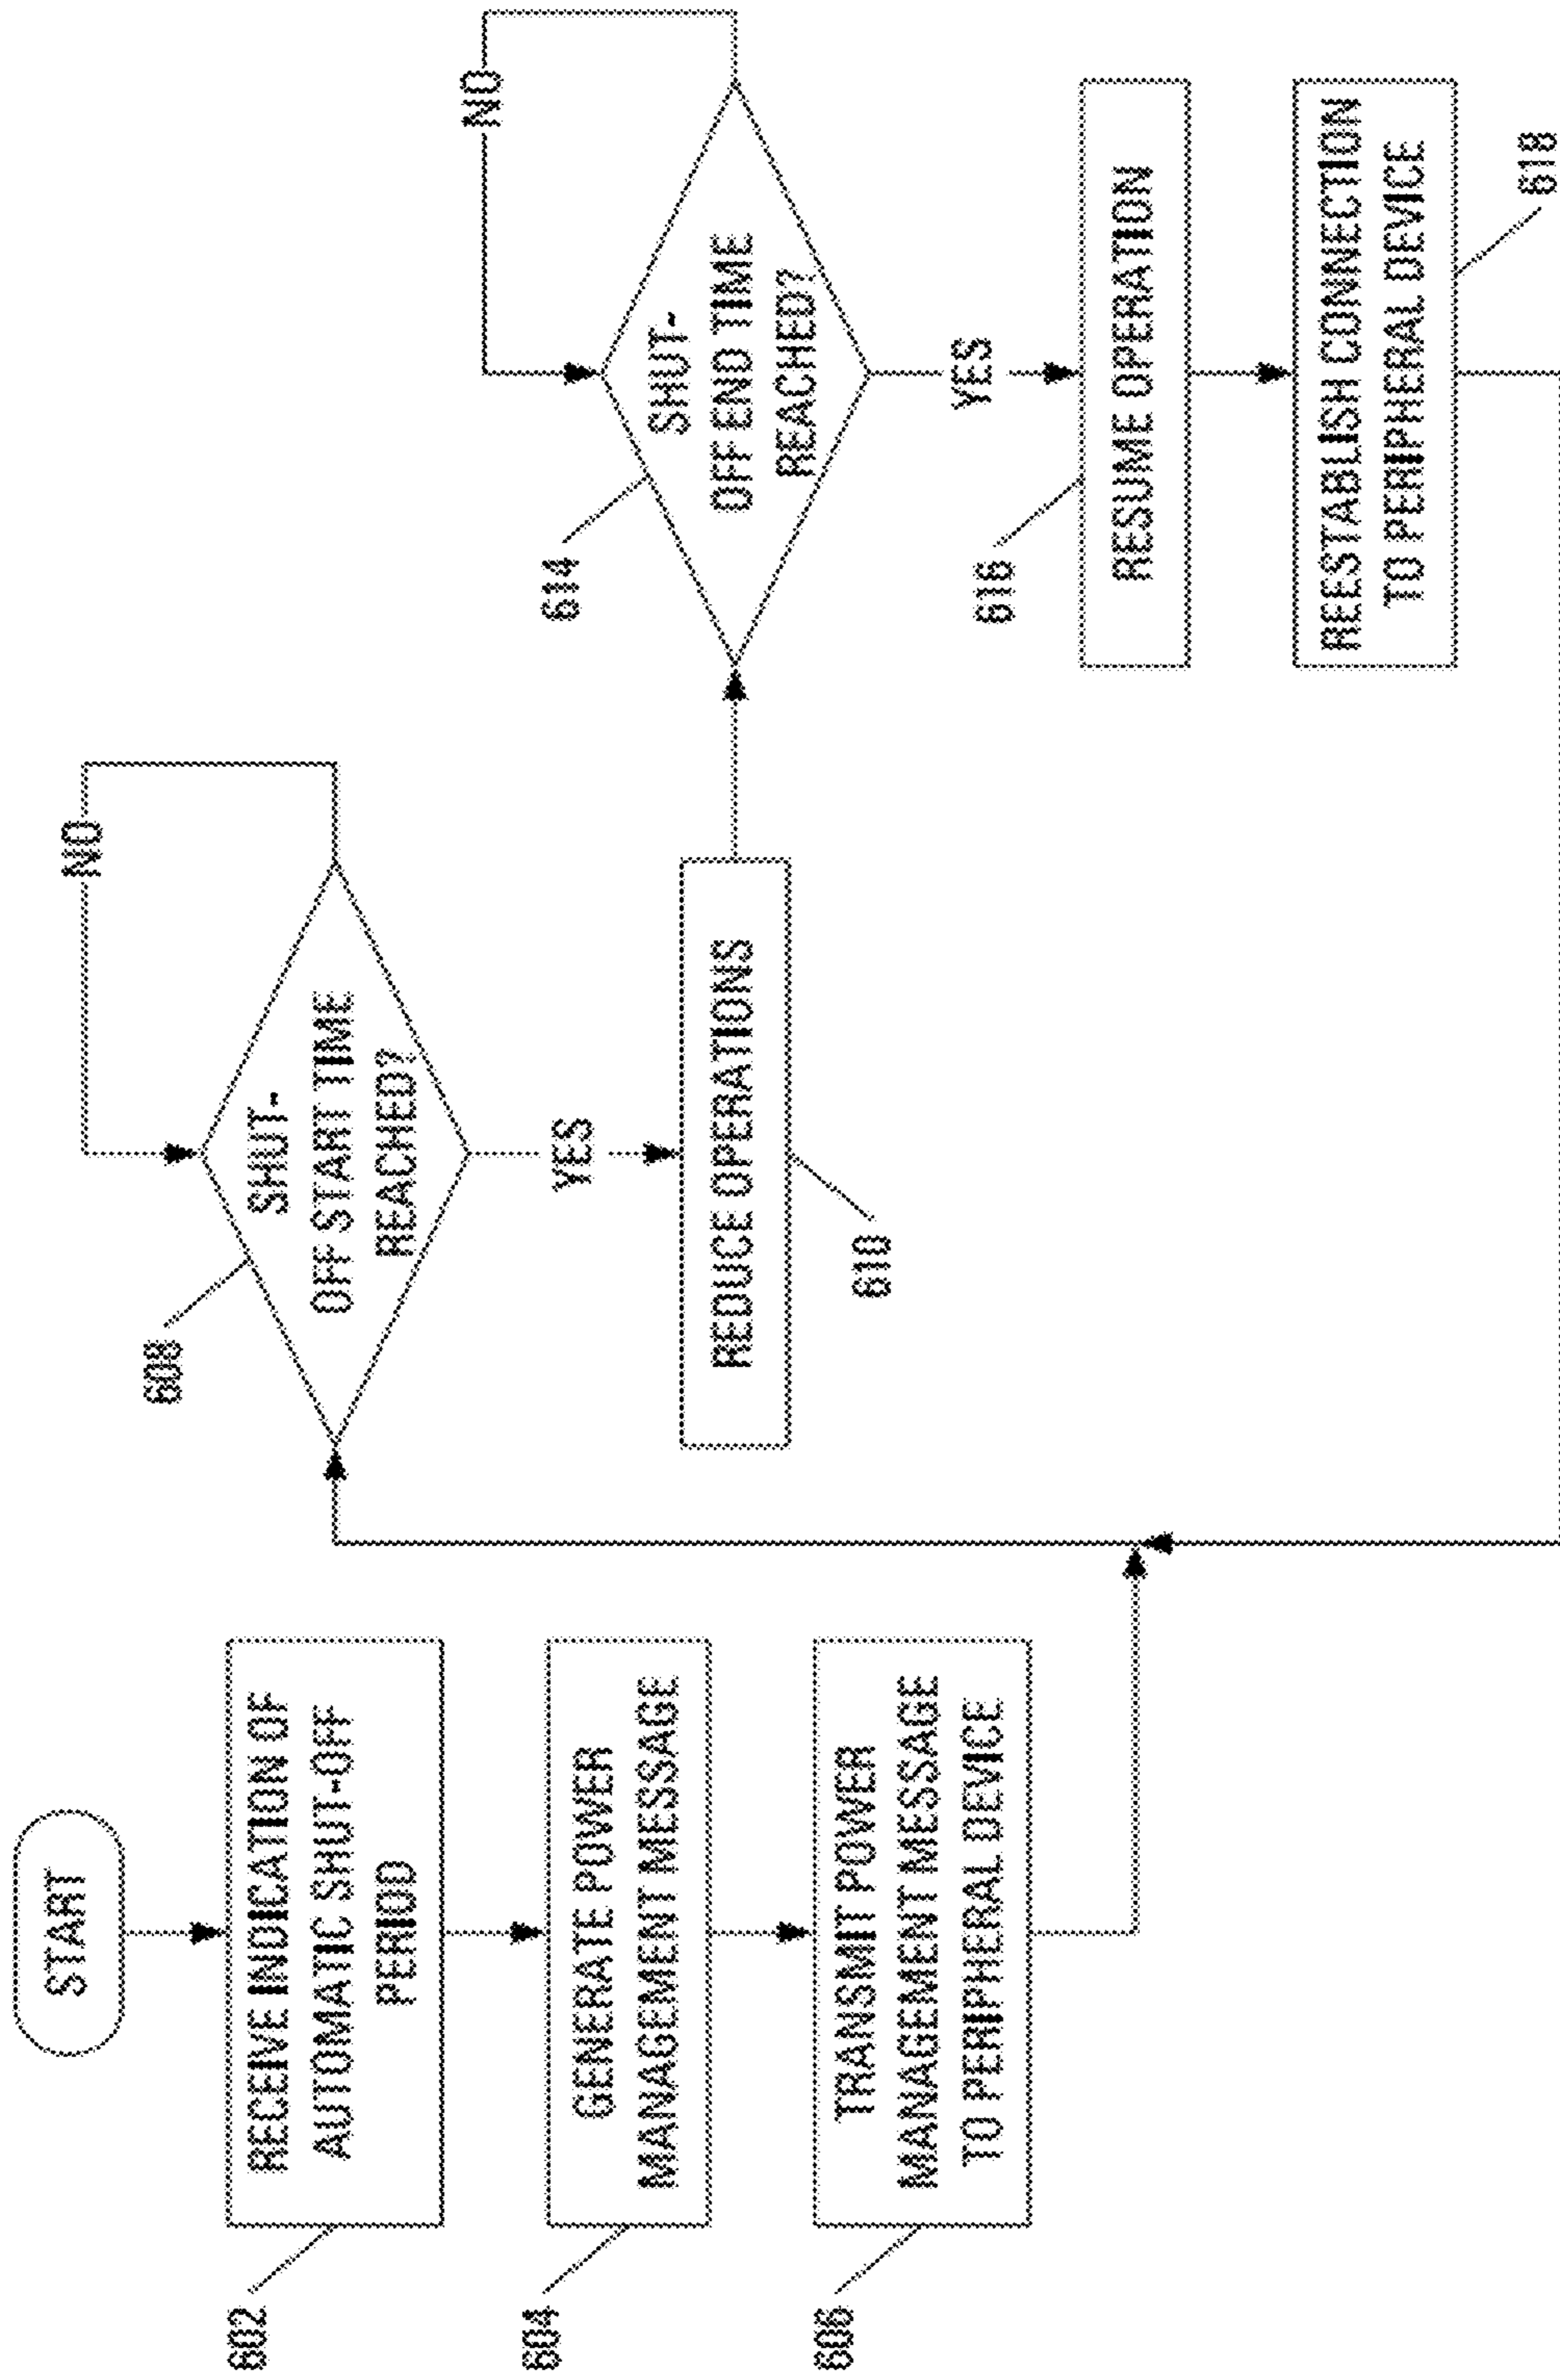 START
RECEIVE INDICATION OF
AUTOMATIC SHUT-OFF
PERIOD
602
GENERATE POWER
MANAGEMENT MESSAGE
604
TRANSMIT POWER
MANAGEMENT MESSAGE
TO PERIPHERAL DEVICE
606
608
SHUT-
OFF START TIME
REACHED?
NO
YES
REDUCE OPERATIONS
610
614
SHUT-
OFF END TIME
REACHED?
NO
YES
616
RESUME OPERATION
REESTABLISH CONNECTION
TO PERIPHERAL DEVICE
618